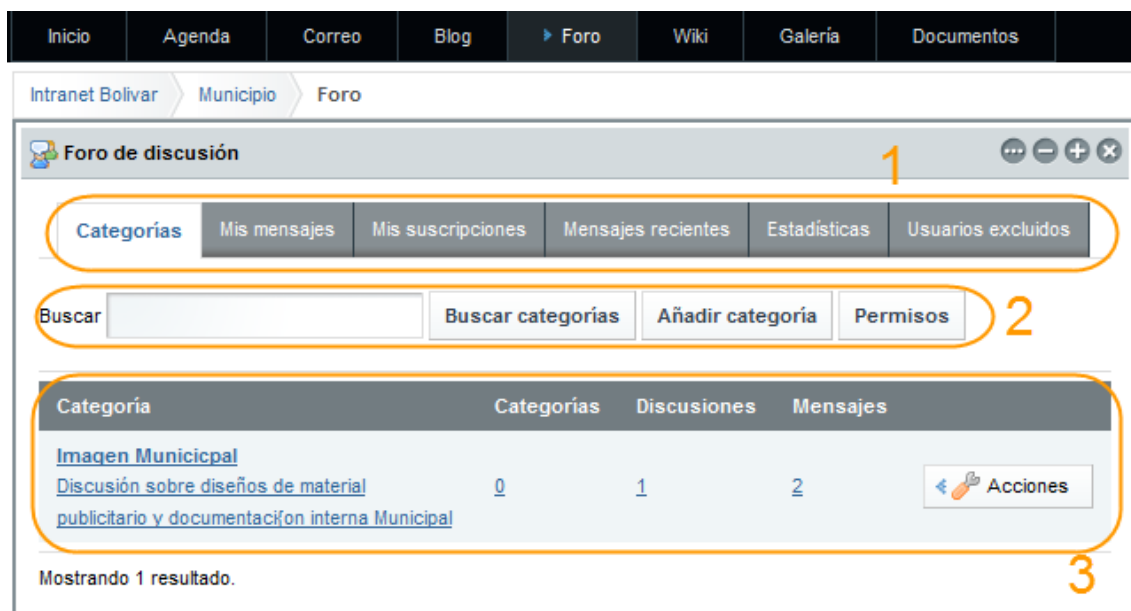 Inicio Agenda Correo Blog Foro Wiki Galería Documentos
Intranet Bolivar Municipio Foro
Foro de discusión
1
Categorías Mis mensajes Mis suscripciones Mensajes recientes Estadísticas Usuarios excluidos
Buscar Buscar categorías Añadir categoría Permisos 2
Categoría Categorías Discusiones Mensajes
Imagen Municicpal
Discusión sobre diseños de material 0 1 2 Acciones
publicitario y documentaci{on interna Municipal
Mostrando 1 resultado. 3